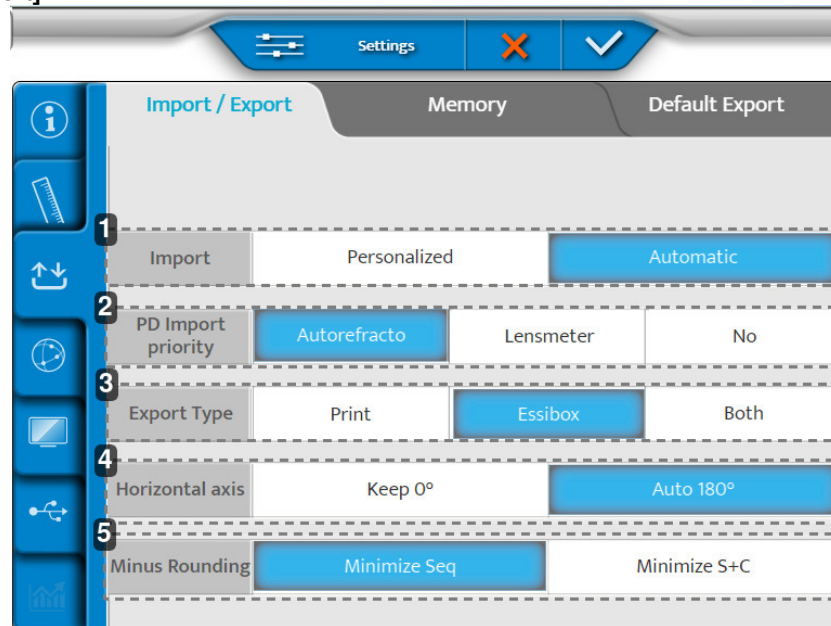 Settings
Import / Export Memory Default Export
1
Import Personalized Automatic
2
PD Import
priority Autorefracto Lensmeter No
3
Export Type Print Essibox Both
4
Horizontal axis Keep 0° Auto 180°
5
Minus Rounding Minimize Seq Minimize S+C